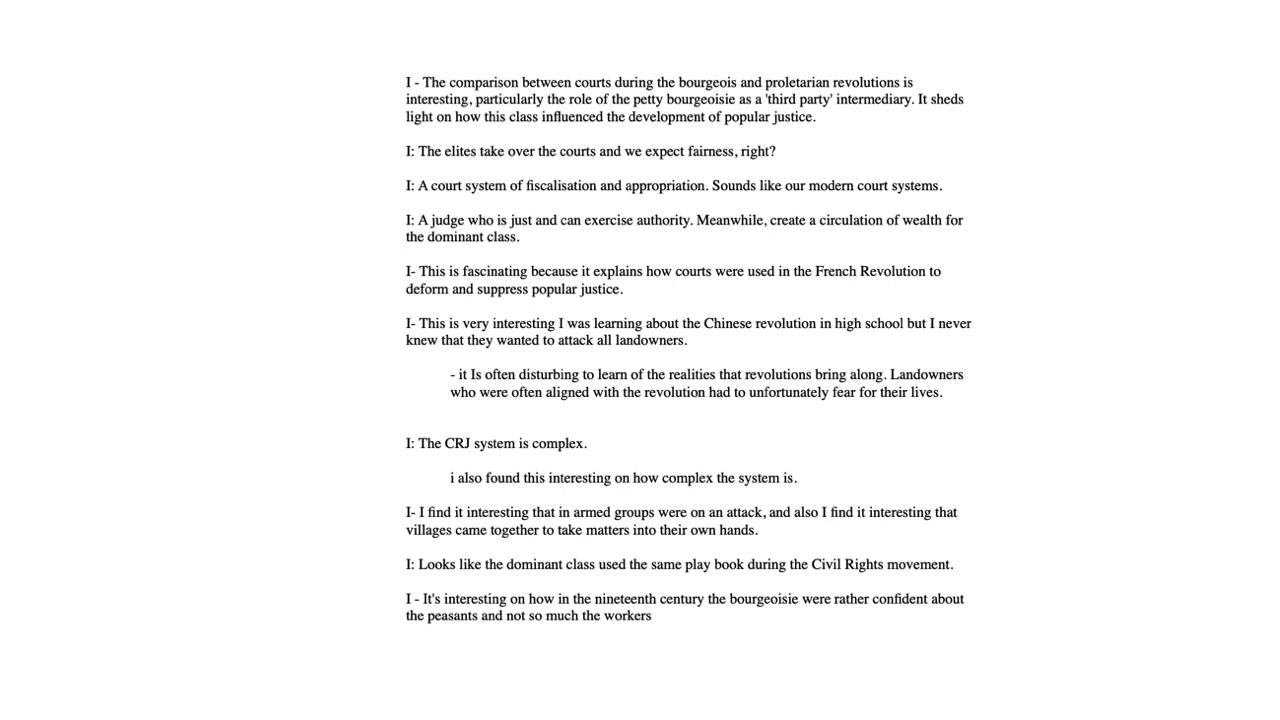 I - The comparison between courts during the bourgeois and proletarian revolutions is
interesting, particularly the role of the petty bourgeoisie as a 'third party' intermediary. It sheds
light on how this class influenced the development of popular justice.
I: The elites take over the courts and we expect fairness, right?
I: A court system of fiscalisation and appropriation. Sounds like our modern court systems.
I: A judge who is just and can exercise authority. Meanwhile, create a circulation of wealth for
the dominant class.
I- This is fascinating because it explains how courts were used in the French Revolution to
deform and suppress popular justice.
I- This is very interesting I was learning about the Chinese revolution in high school but I never
knew that they wanted to attack all landowners.
- it Is often disturbing to learn of the realities that revolutions bring along. Landowners
who were often aligned with the revolution had to unfortunately fear for their lives.
I: The CRJ system is complex.
i also found this interesting on how complex the system is.
I- I find it interesting that in armed groups were on an attack, and also I find it interesting that
villages came together to take matters into their own hands.
I: Looks like the dominant class used the same play book during the Civil Rights movement.
I - It's interesting on how in the nineteenth century the bourgeoisie were rather confident about
the peasants and not so much the workers